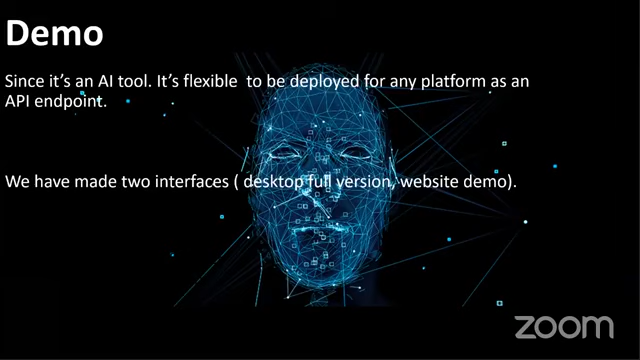 Demo
Since it's an AI tool. It's flexible  to be deployed for any platform as an
API endpoint.
We have made two interfaces ( desktop full version, website demo).
zoom